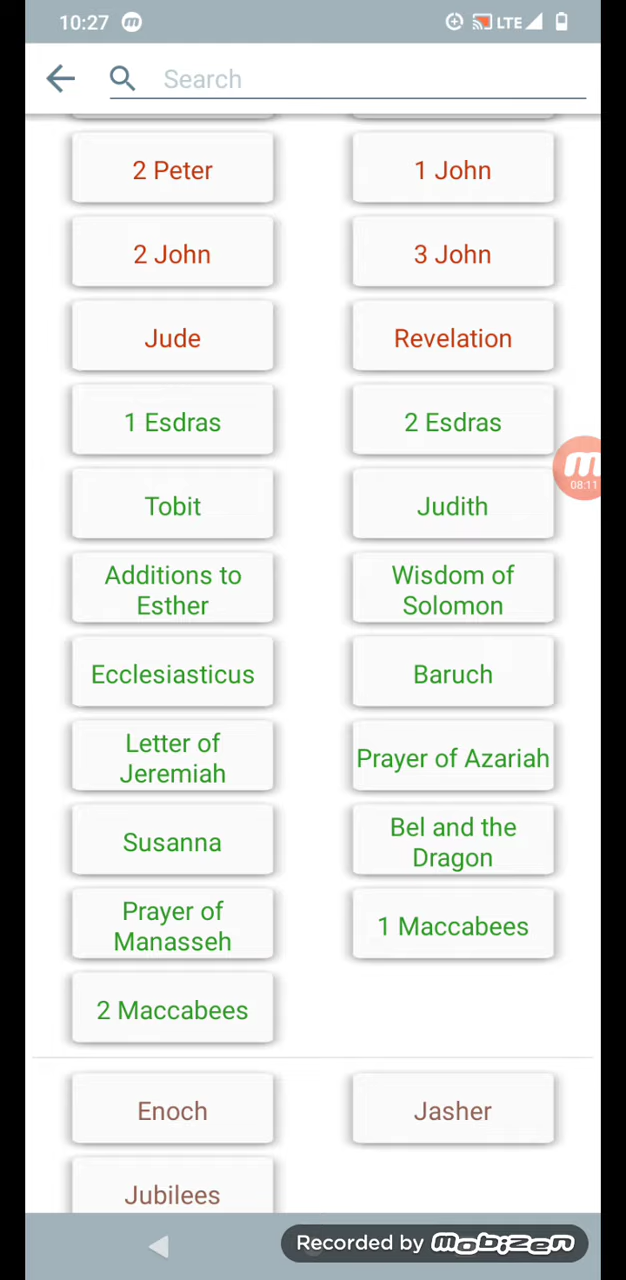 10:27
LTE
Search
2 Peter
1 John
2 John
3 John
Jude
Revelation
1 Esdras
2 Esdras
08:11
Tobit
Judith
Additions to
Esther
Wisdom of
Solomon
Ecclesiasticus
Baruch
Letter of
Jeremiah
Prayer of Azariah
Susanna
Bel and the
Dragon
Prayer of
Manasseh
1 Maccabees
2 Maccabees
Enoch
Jasher
Jubilees
Recorded by mobizen